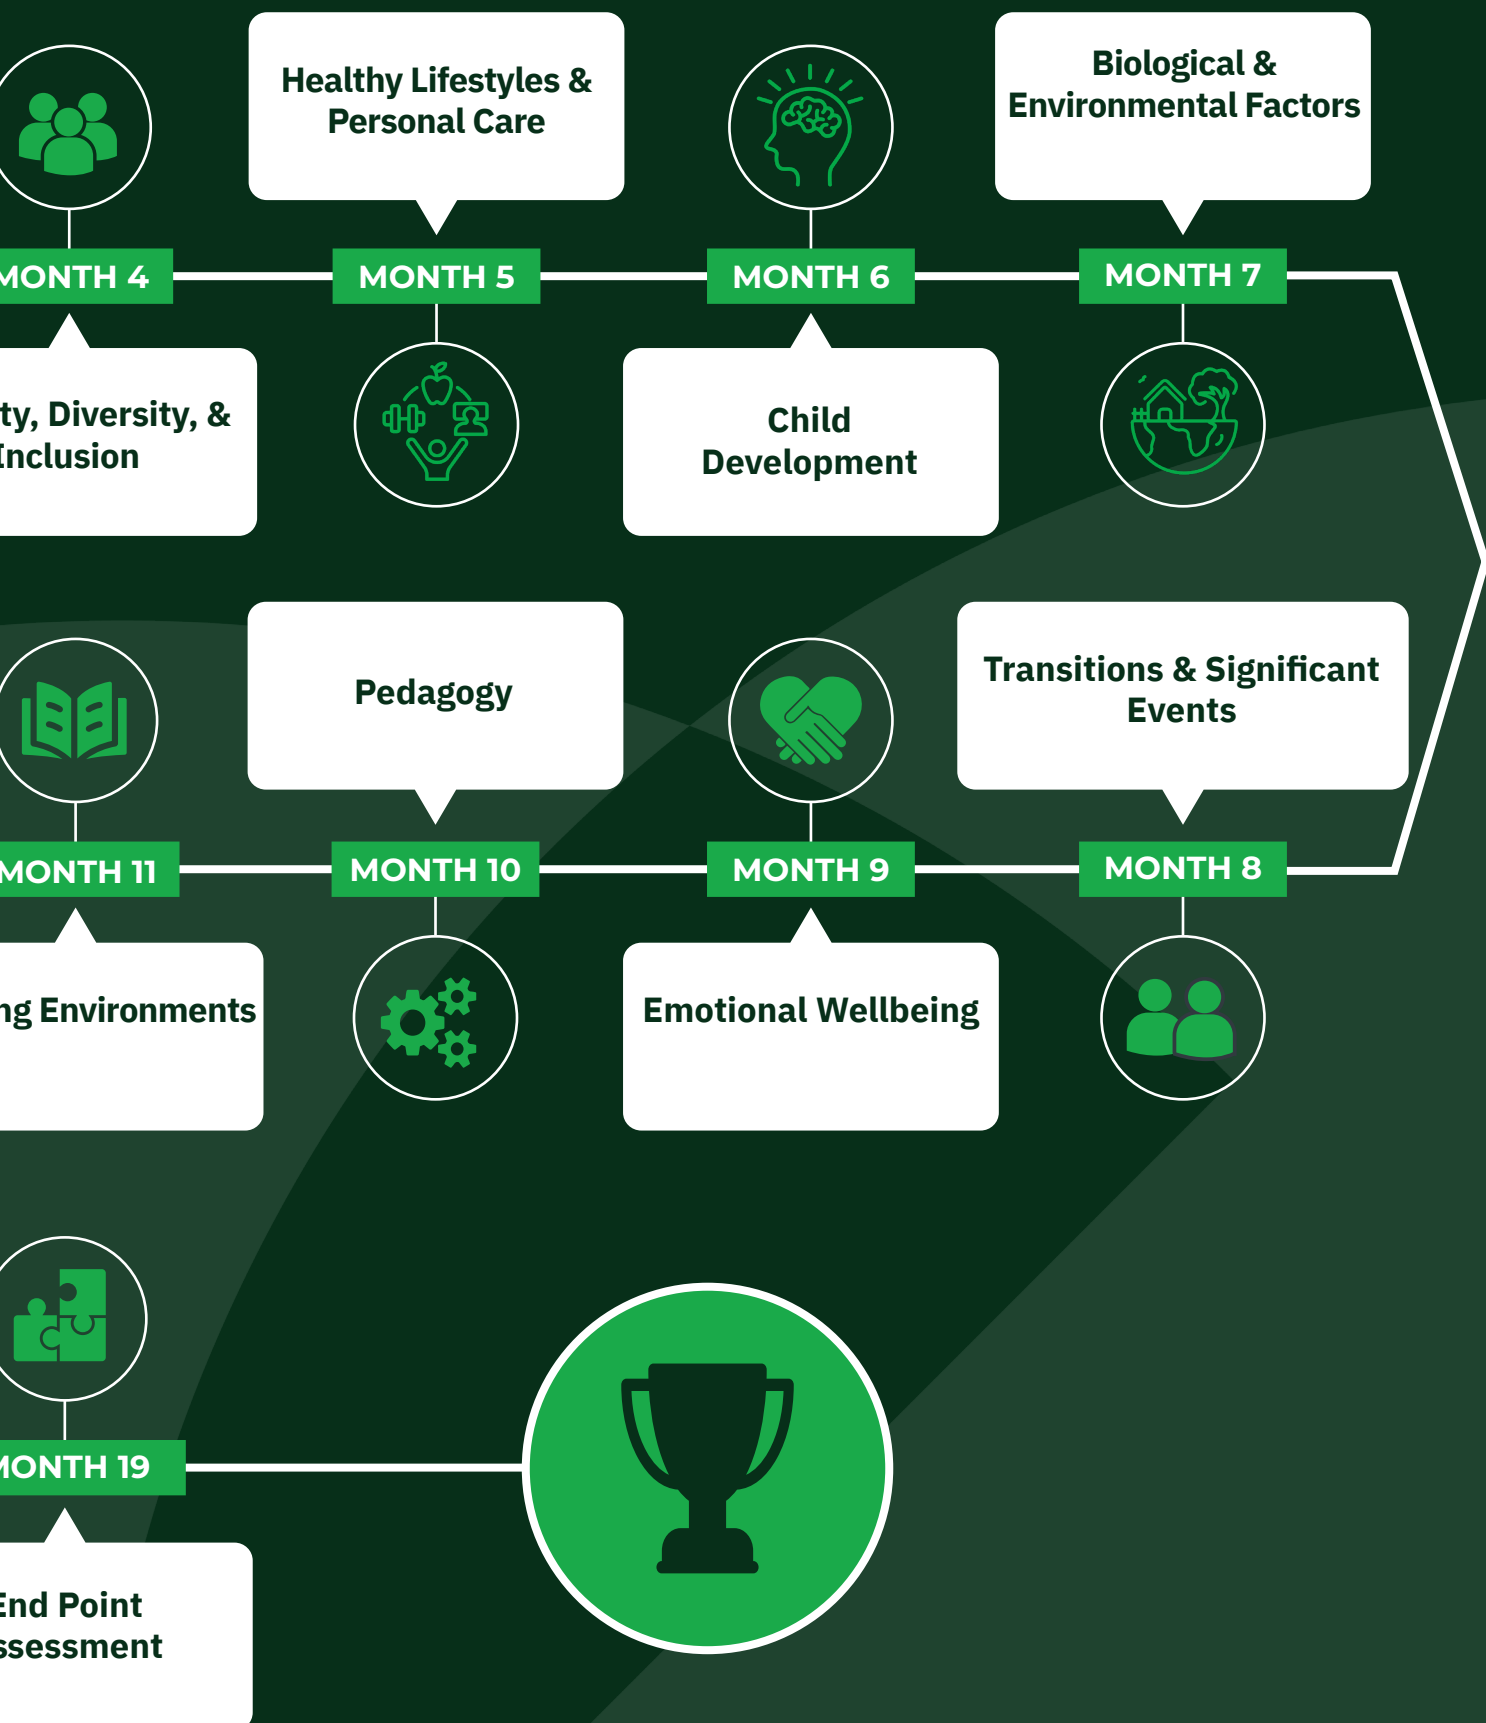 Healthy Lifestyles &
Personal Care
Biological &
Environmental Factors
MONTH 4
MONTH 5
MONTH 6
MONTH 7
ty, Diversity, &
Inclusion
Child
Development
Pedagogy
Transitions & Significant
Events
MONTH 11
MONTH 10
MONTH 9
MONTH 8
ng Environments
Emotional Wellbeing
MONTH 19
End Point
ssessment